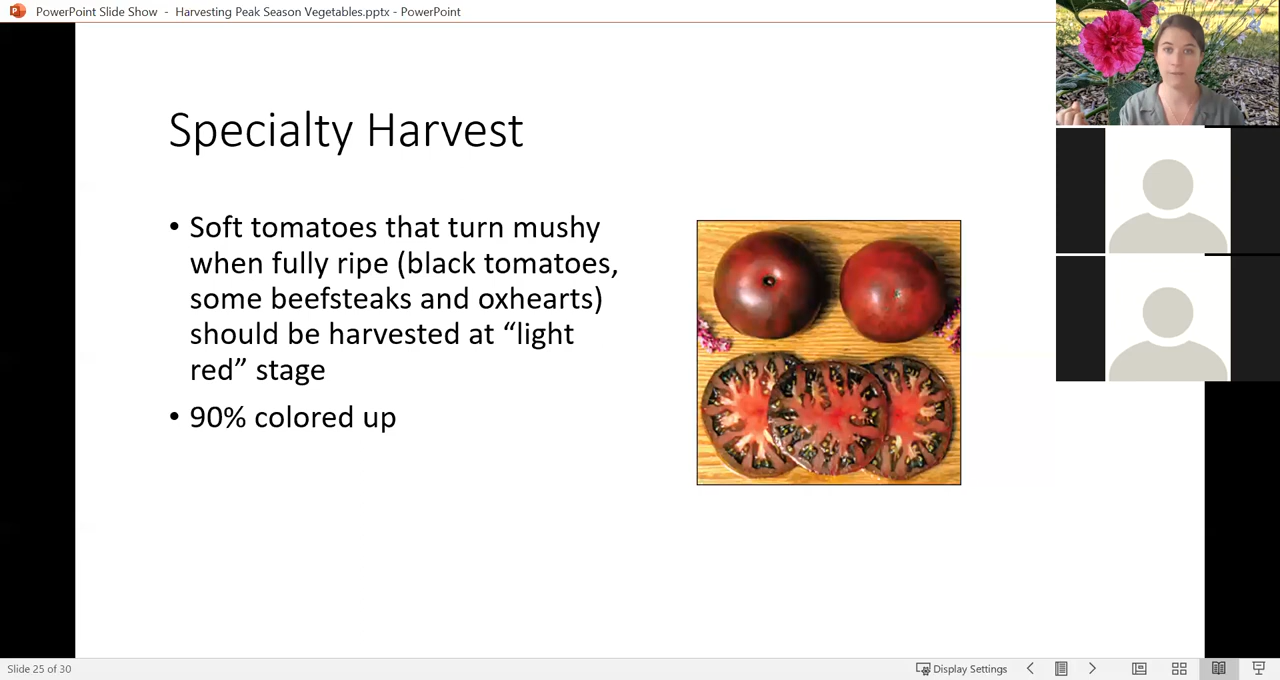 PowerPoint Slide Show - Harvesting Peak Season Vegetables.pptx - PowerPoint
Specialty Harvest
• Soft tomatoes that turn mushy
when fully ripe (black tomatoes,
some beefsteaks and oxhearts)
should be harvested at “light
red” stage
• 90% colored up
Slide 25 of 30
Display Settings